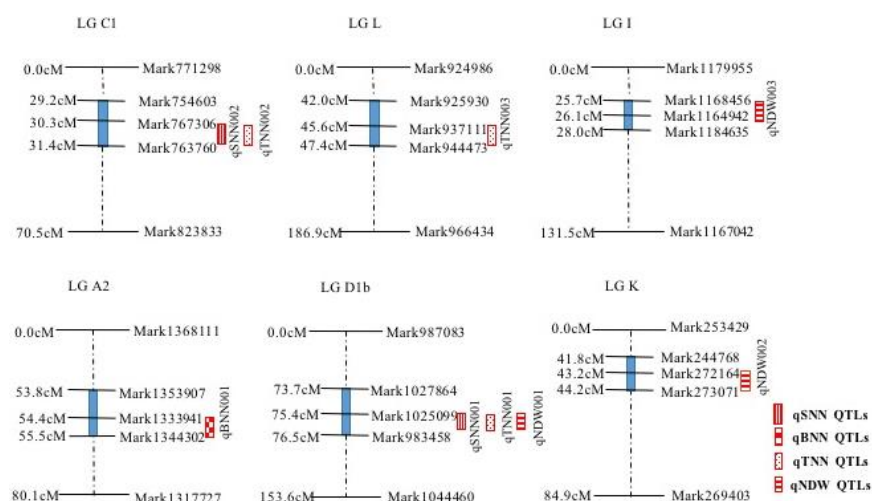 LG C1
0.0cM Mark771298
29.2cM Mark754603
30.3cM Mark767306
31.4cM Mark763760
qSNN002
qTNN002
70.5cM Mark823833
LG L
0.0cM Mark924986
42.0cM Mark925930
45.6cM Mark937111
47.4cM Mark944473
qTNN003
186.9cM Mark966434
LG I
0.0cM Mark1179955
25.7cM Mark1168456
26.1cM Mark1164942
28.0cM Mark1184635
qNDW003
131.5cM Mark1167042
LG A2
0.0cM Mark1368111
53.8cM Mark1353907
54.4cM Mark1333941
55.5cM Mark1344302
qBNN001
80.1cM Mark1317727
LG D1b
0.0cM Mark987083
73.7cM Mark1027864
75.4cM Mark1025099
76.5cM Mark983458
qSNN001
qTNN001
qNDW001
153.6cM Mark1044460
LG K
0.0cM Mark253429
41.8cM Mark244768
43.2cM Mark272164
44.2cM Mark273071
qNDW002
84.9cM Mark269403
qSNN QTLs
qBNN QTLs
qTNN QTLs
qNDW QTLs